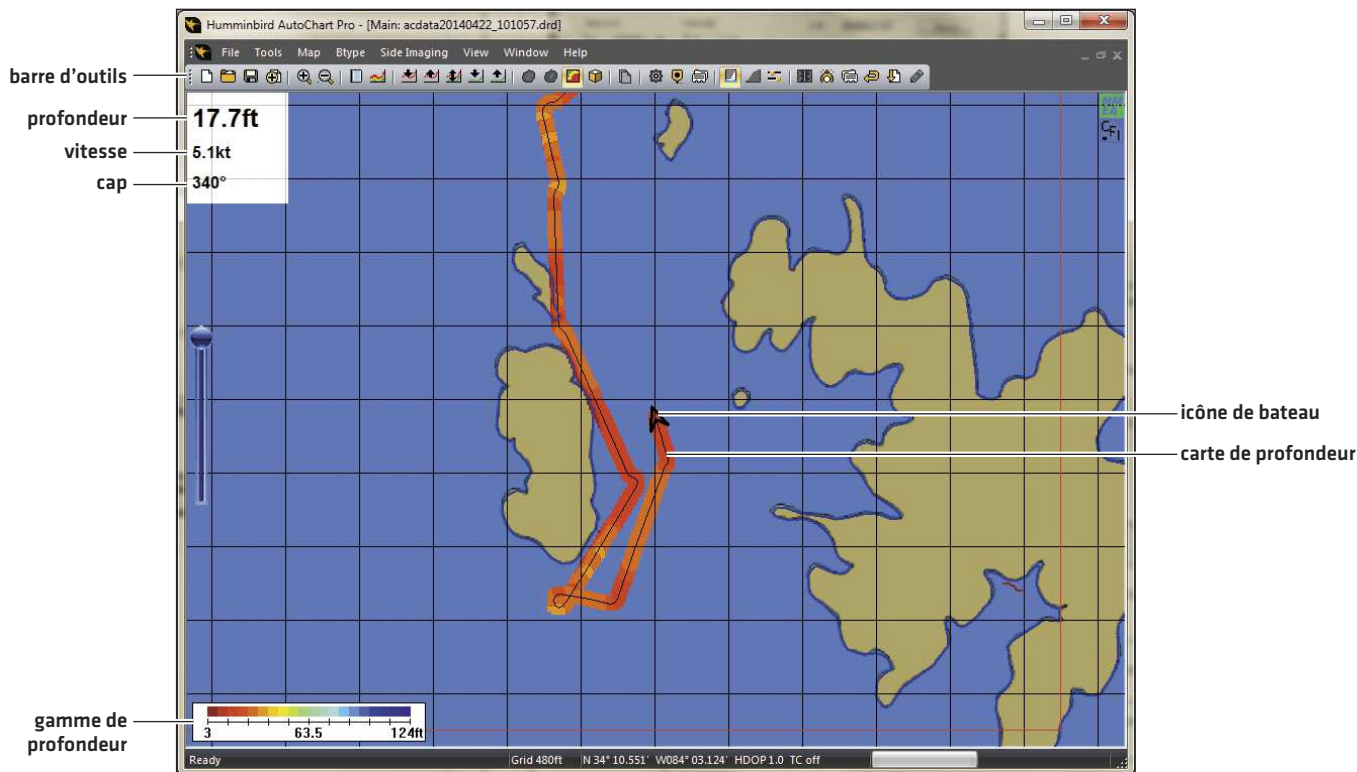 Humminbird AutoChart Pro - [Main: acdata20140422_101057.drd]
File Tools Map Btype Side Imaging View Window Help
barre d'outils
profondeur
17.7ft
vitesse
5.1kt
cap
340°
icône de bateau
carte de profondeur
gamme de
profondeur
3 63.5 124ft
Ready Grid 480ft N 34° 10.551' W084° 03.124' HDOP 1.0 TC off